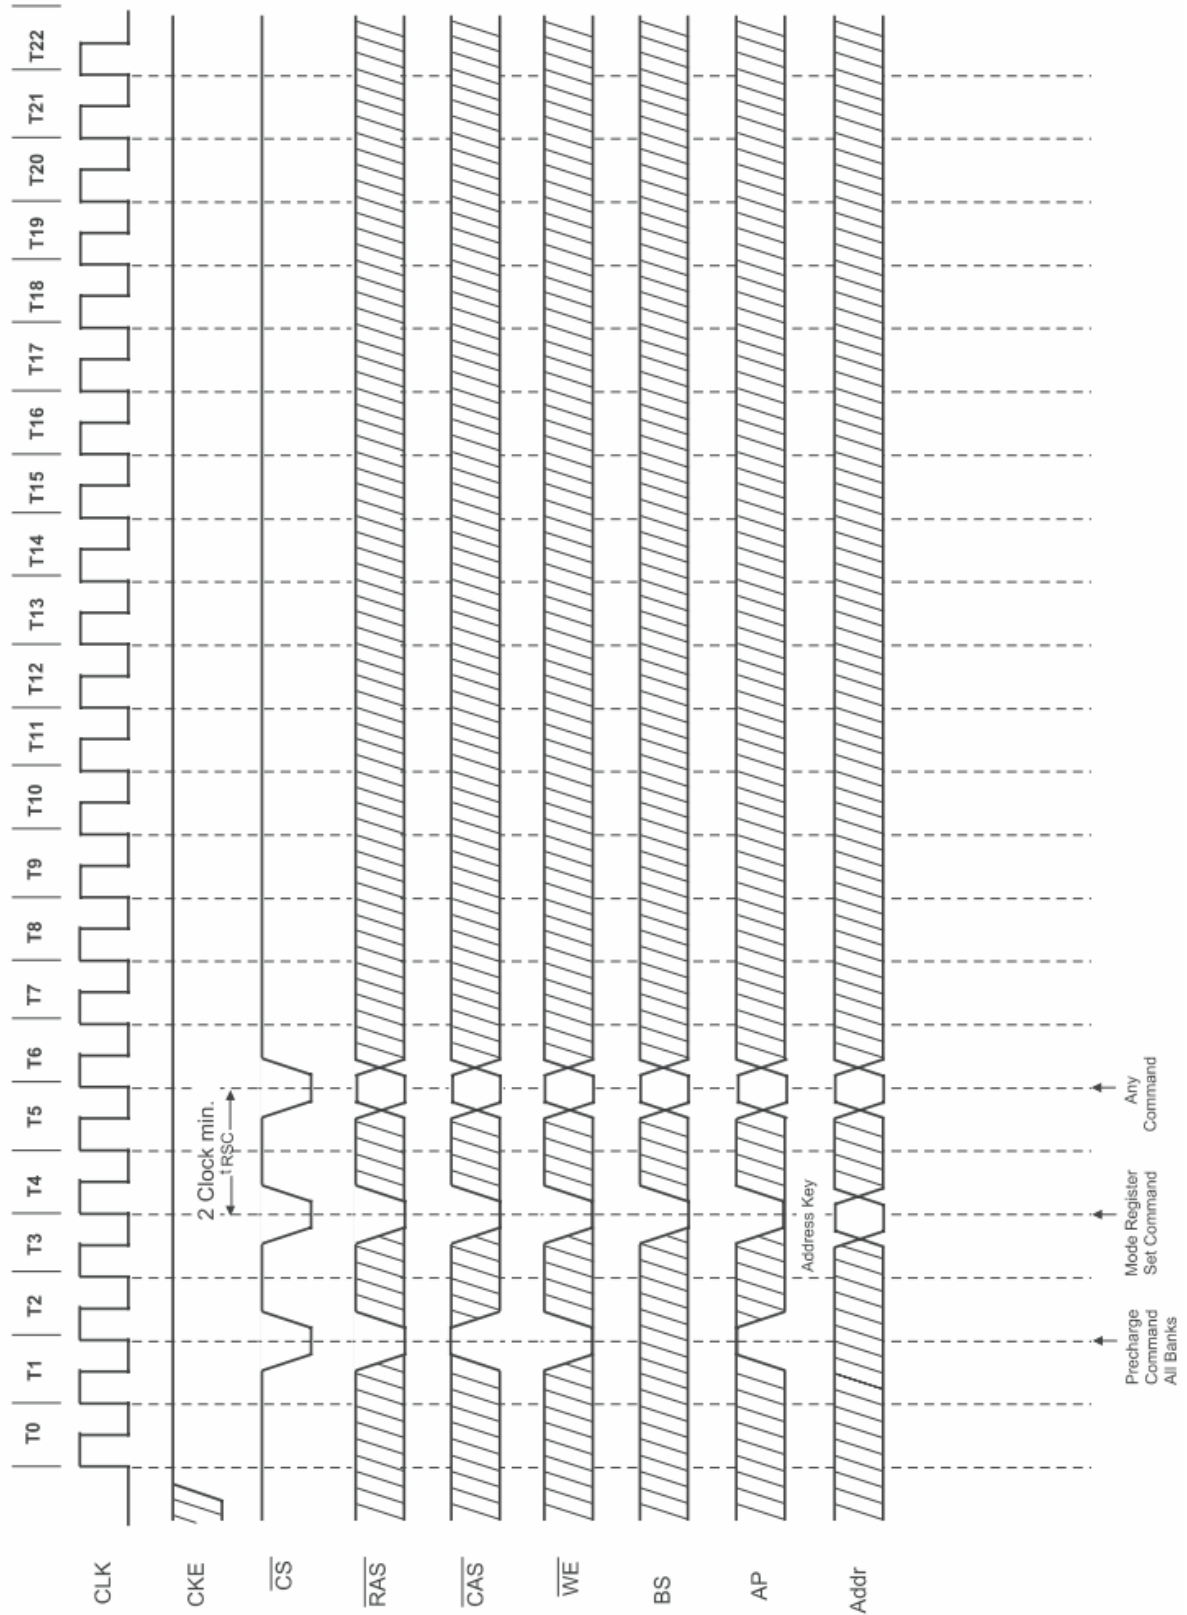 T0 T1 T2 T3 T4 T5 T6 T7 T8 T9 T10 T11 T12 T13 T14 T15 T16 T17 T18 T19 T20 T21 T22
CLK
CKE
2 Clock min.
tRSC
CS
RAS
CAS
WE
BS
AP
Address Key
Addr
Precharge
Command
All Banks
Mode Register
Set Command
Any
Command